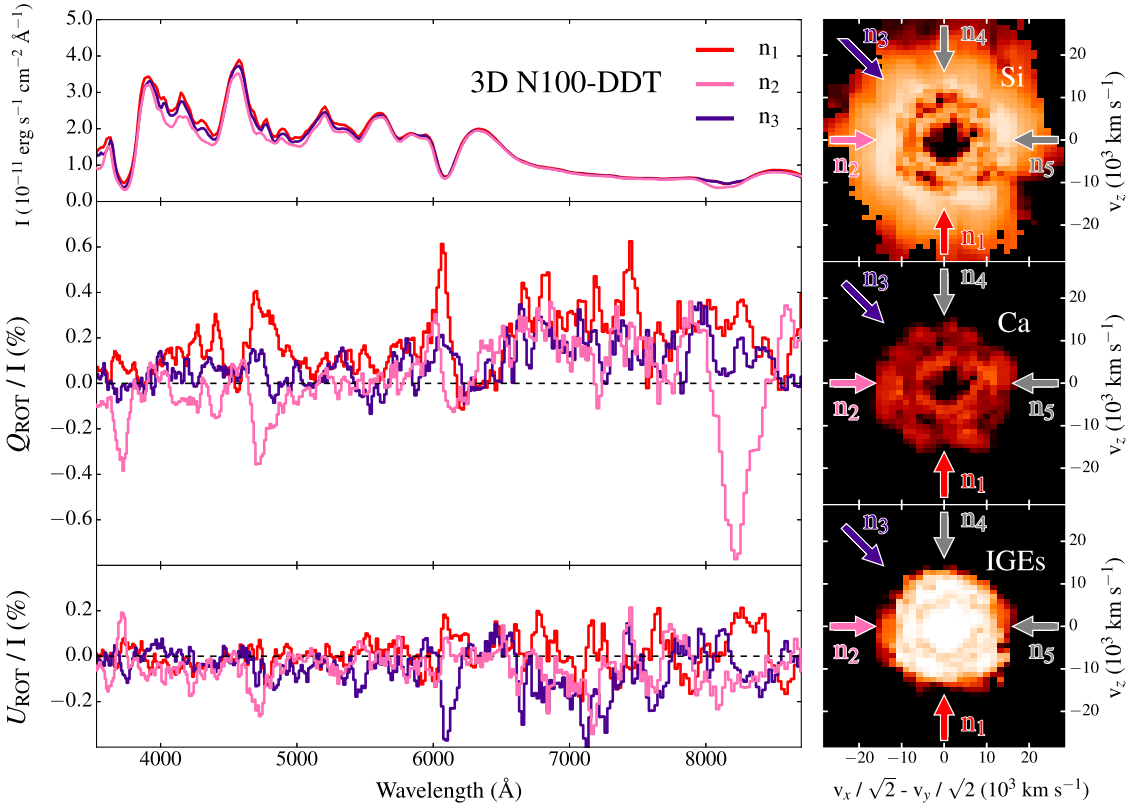 3D N100-DDT
n₁
n₂
n₃
I (10⁻¹¹ erg s⁻¹ cm⁻² Å⁻¹)
5.0
4.0
3.0
2.0
1.0
0.0
Q_ROT / I (%)
0.6
0.4
0.2
0.0
−0.2
−0.4
−0.6
U_ROT / I (%)
0.2
0.0
−0.2
4000 5000 6000 7000 8000
Wavelength (Å)
Si
n₃
n₄
n₂
n₅
n₁
20
10
0
−10
−20
v_z (10³ km s⁻¹)
Ca
n₃
n₄
n₂
n₅
n₁
20
10
0
−10
−20
v_z (10³ km s⁻¹)
IGEs
n₃
n₄
n₂
n₅
n₁
20
10
0
−10
−20
v_z (10³ km s⁻¹)
−20 −10 0 10 20
v_x / √2 - v_y / √2 (10³ km s⁻¹)